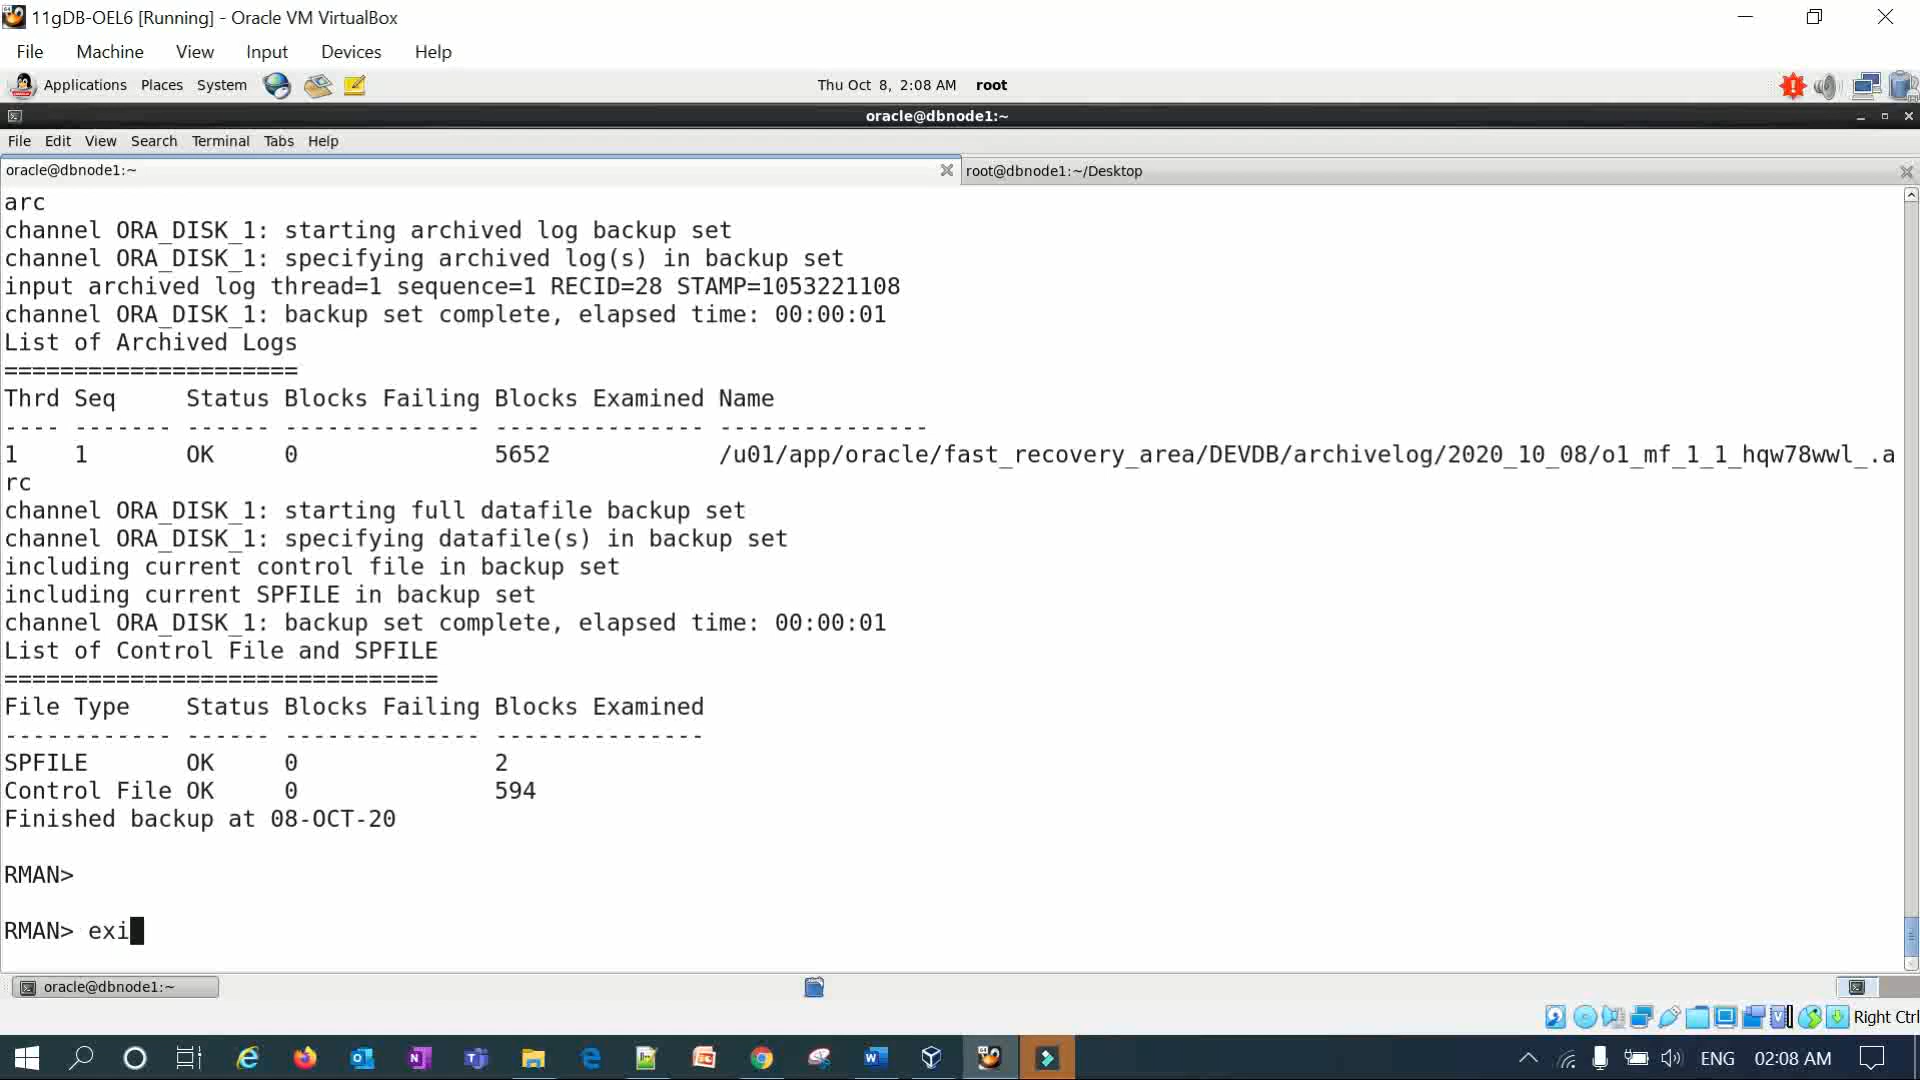 11gDB-OEL6 [Running] - Oracle VM VirtualBox
File Machine View Input Devices Help
Applications Places System Thu Oct 8, 2:08 AM root
oracle@dbnode1:~
File Edit View Search Terminal Tabs Help
oracle@dbnode1:~ root@dbnode1:~/Desktop
arc
channel ORA_DISK_1: starting archived log backup set
channel ORA_DISK_1: specifying archived log(s) in backup set
input archived log thread=1 sequence=1 RECID=28 STAMP=1053221108
channel ORA_DISK_1: backup set complete, elapsed time: 00:00:01
List of Archived Logs
=====================
Thrd Seq     Status Blocks Failing Blocks Examined Name
---- ------- ------ -------------- --------------- ---------------
1    1       OK     0              5652            /u01/app/oracle/fast_recovery_area/DEVDB/archivelog/2020_10_08/o1_mf_1_1_hqw78wwl_.a
rc
channel ORA_DISK_1: starting full datafile backup set
channel ORA_DISK_1: specifying datafile(s) in backup set
including current control file in backup set
including current SPFILE in backup set
channel ORA_DISK_1: backup set complete, elapsed time: 00:00:01
List of Control File and SPFILE
===============================
File Type    Status Blocks Failing Blocks Examined
------------ ------ -------------- ---------------
SPFILE       OK     0              2
Control File OK     0              594
Finished backup at 08-OCT-20
RMAN>
RMAN> exi
oracle@dbnode1:~
Right Ctrl
ENG 02:08 AM